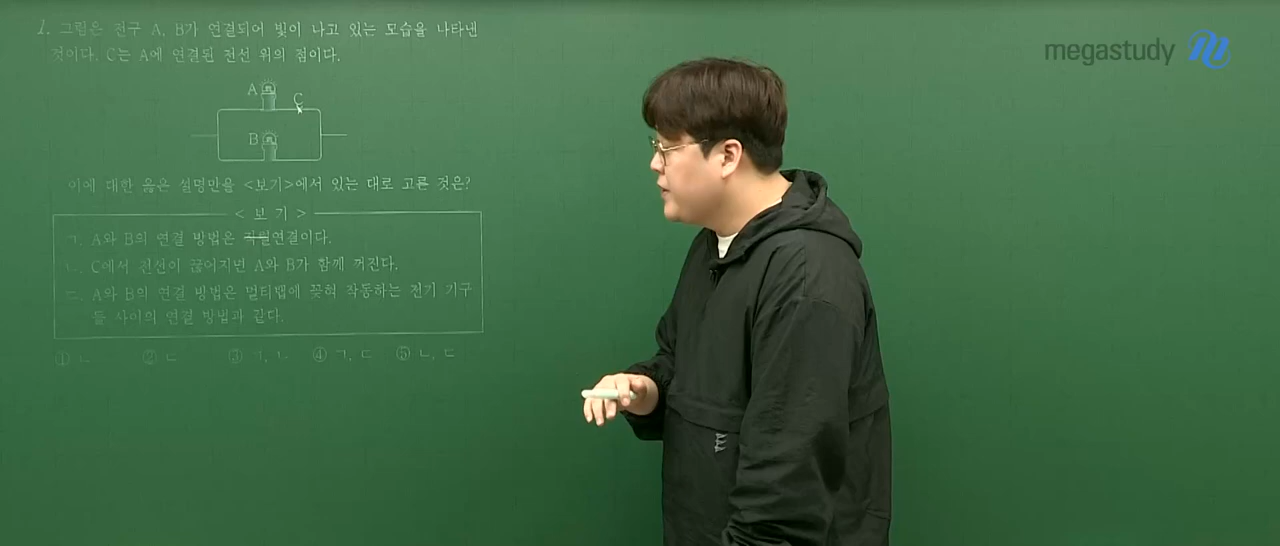 1. 그림은 전구 A, B가 연결되어 빛이 나고 있는 모습을 나타낸
것이다. C는 A에 연결된 전선 위의 점이다.
A
C
B
이에 대한 옳은 설명만을 <보기>에서 있는 대로 고른 것은?
< 보 기 >
ㄱ. A와 B의 연결 방법은 직렬연결이다.
ㄴ. C에서 전선이 끊어지면 A와 B가 함께 꺼진다.
ㄷ. A와 B의 연결 방법은 멀티탭에 꽂혀 작동하는 전기 기구
들 사이의 연결 방법과 같다.
① ㄴ ② ㄷ ③ ㄱ, ㄴ ④ ㄱ, ㄷ ⑤ ㄴ, ㄷ
megastudy